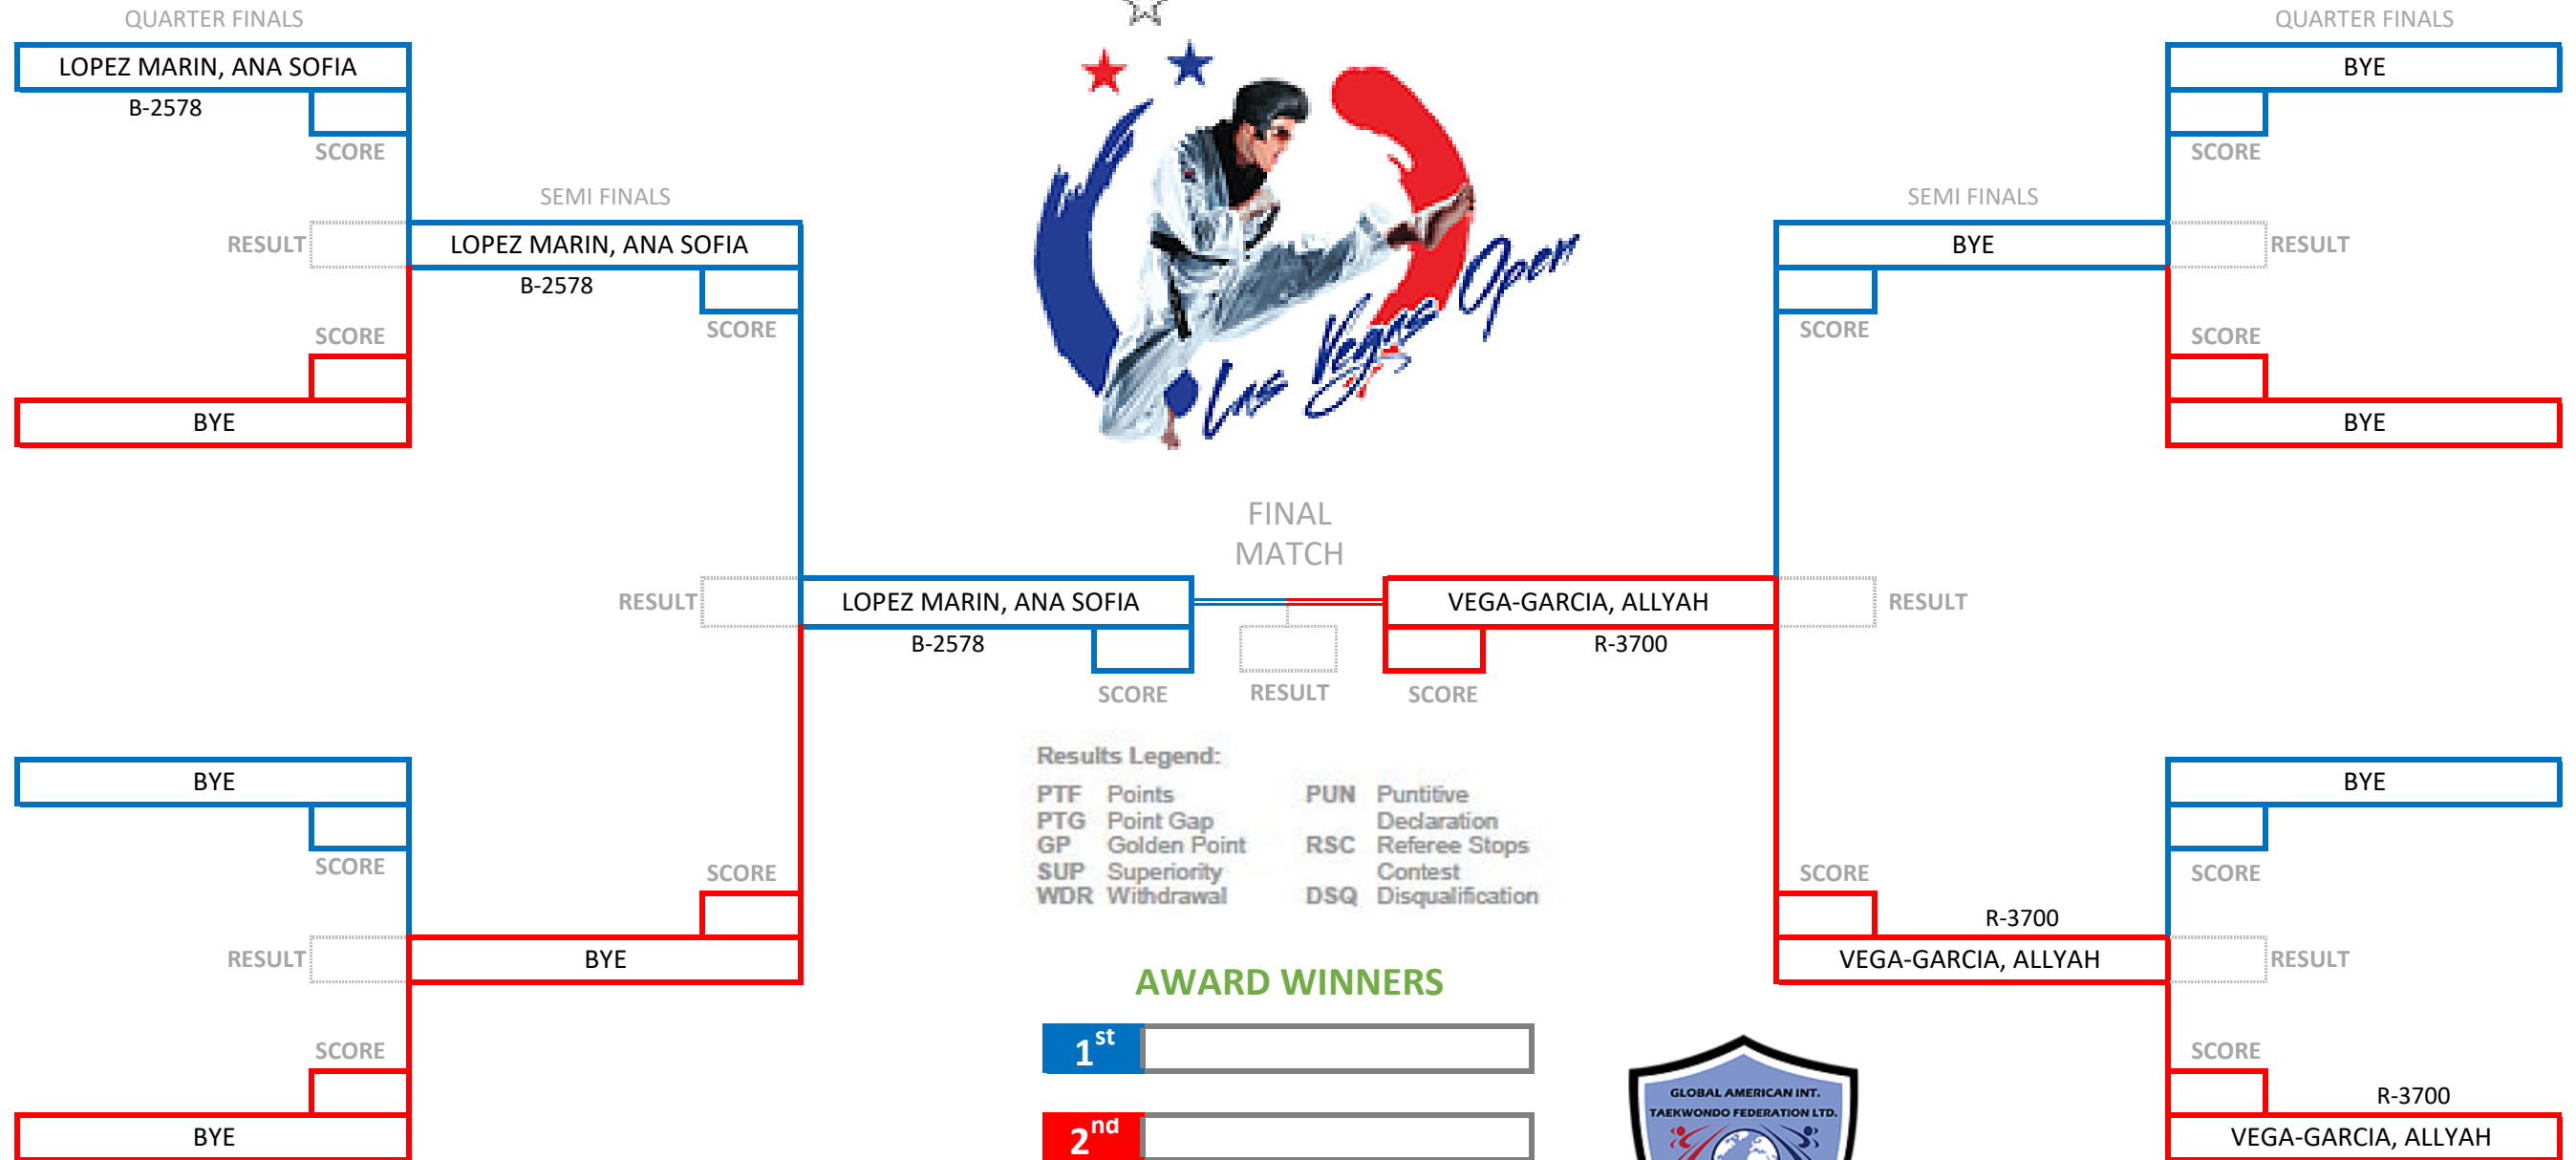 QUARTER FINALS
QUARTER FINALS
LOPEZ MARIN, ANA SOFIA
BYE
B-2578
SCORE
SCORE
SEMI FINALS
SEMI FINALS
RESULT
LOPEZ MARIN, ANA SOFIA
BYE
RESULT
B-2578
SCORE
SCORE
SCORE
SCORE
BYE
BYE
Las Vegas Open
FINAL
MATCH
RESULT
LOPEZ MARIN, ANA SOFIA
VEGA-GARCIA, ALLYAH
RESULT
B-2578
R-3700
SCORE
RESULT
SCORE
Results Legend:
PTF Points
PTG Point Gap
GP Golden Point
SUP Superiority
WDR Withdrawal
PUN Puntitive
Declaration
RSC Referee Stops
Contest
DSQ Disqualification
BYE
BYE
SCORE
SCORE
SCORE
SCORE
R-3700
RESULT
BYE
VEGA-GARCIA, ALLYAH
RESULT
AWARD WINNERS
1st
2nd
SCORE
SCORE
R-3700
BYE
VEGA-GARCIA, ALLYAH
GLOBAL AMERICAN INT.
TAEKWONDO FEDERATION LTD.